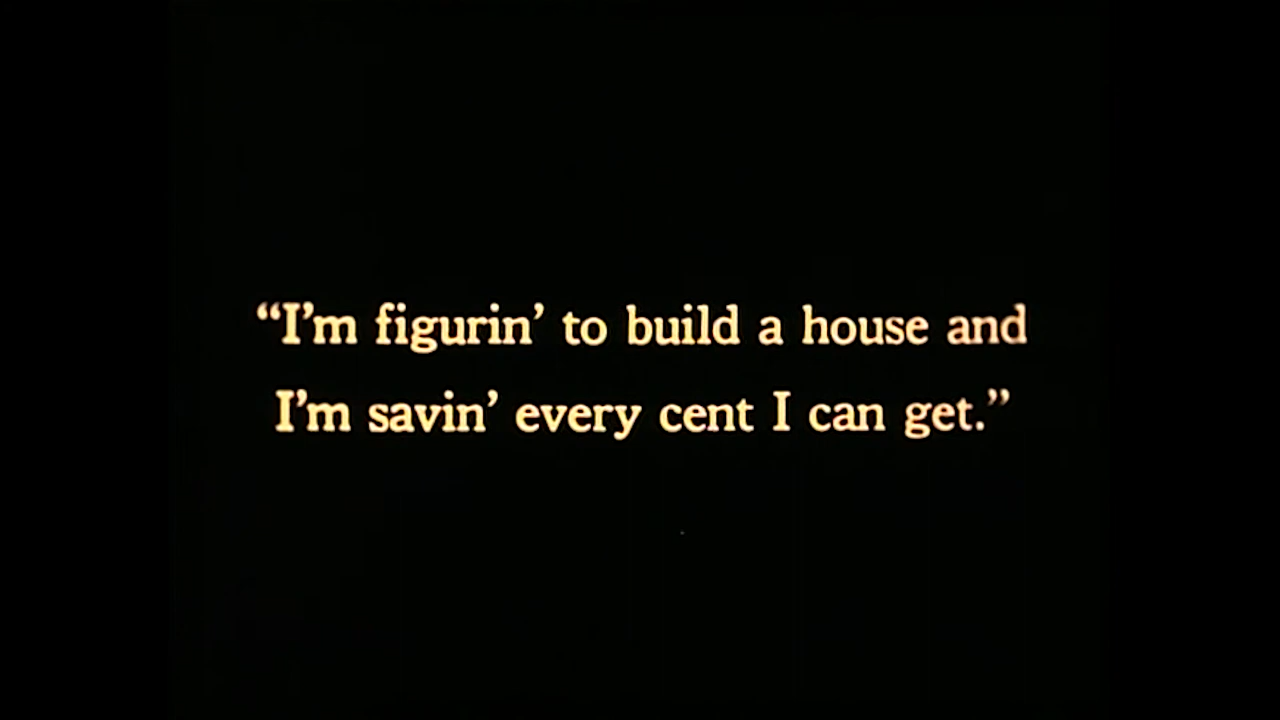 “I’m figurin’ to build a house and
I’m savin’ every cent I can get.”